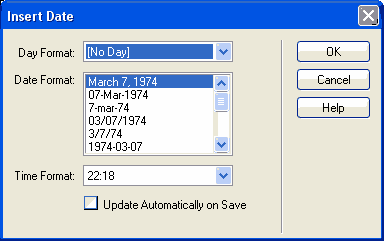 Insert Date
Day Format: [No Day]
Date Format: March 7, 1974
07-Mar-1974
7-mar-74
03/07/1974
3/7/74
1974-03-07
Time Format: 22:18
Update Automatically on Save
OK
Cancel
Help